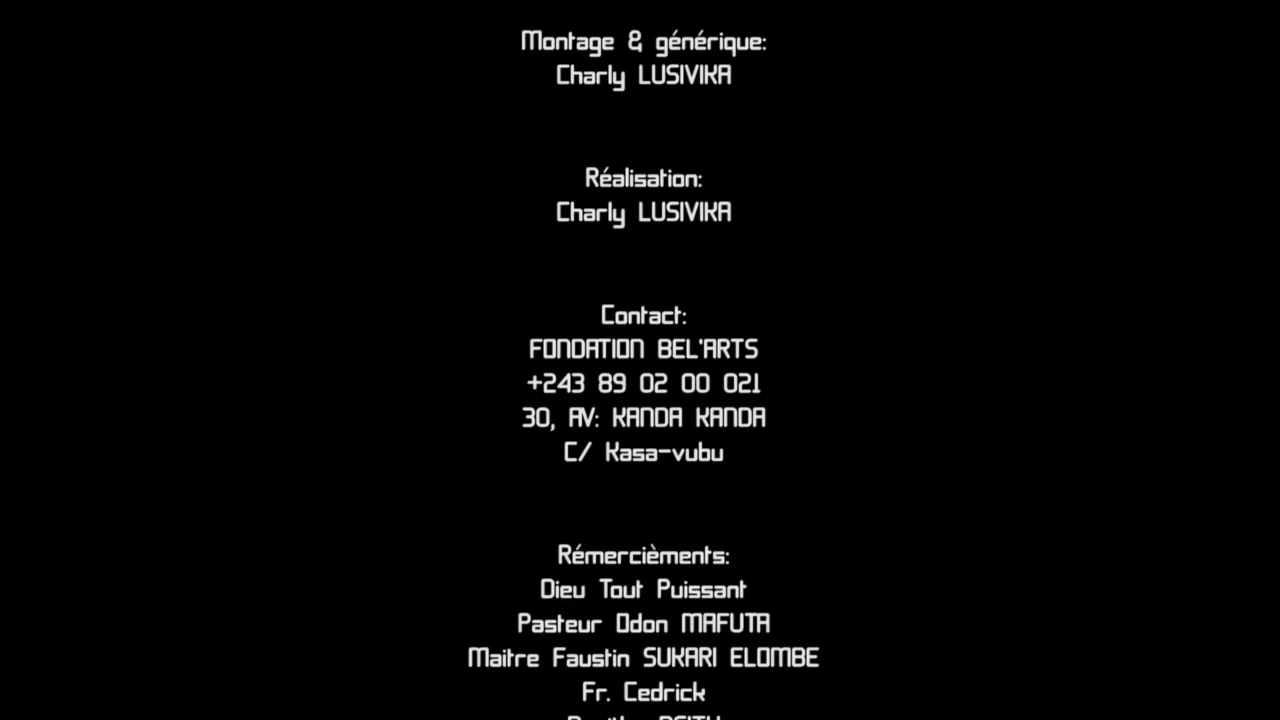 Montage & générique:
Charly LUSIVIKA
Réalisation:
Charly LUSIVIKA
Contact:
FONDATION BEL'ARTS
+243 89 02 00 021
30, AV: KANDA KANDA
C/ Kasa-vubu
Rémercièments:
Dieu Tout Puissant
Pasteur Odon MAFUTA
Maitre Faustin SUKARI ELOMBE
Fr. Cedrick